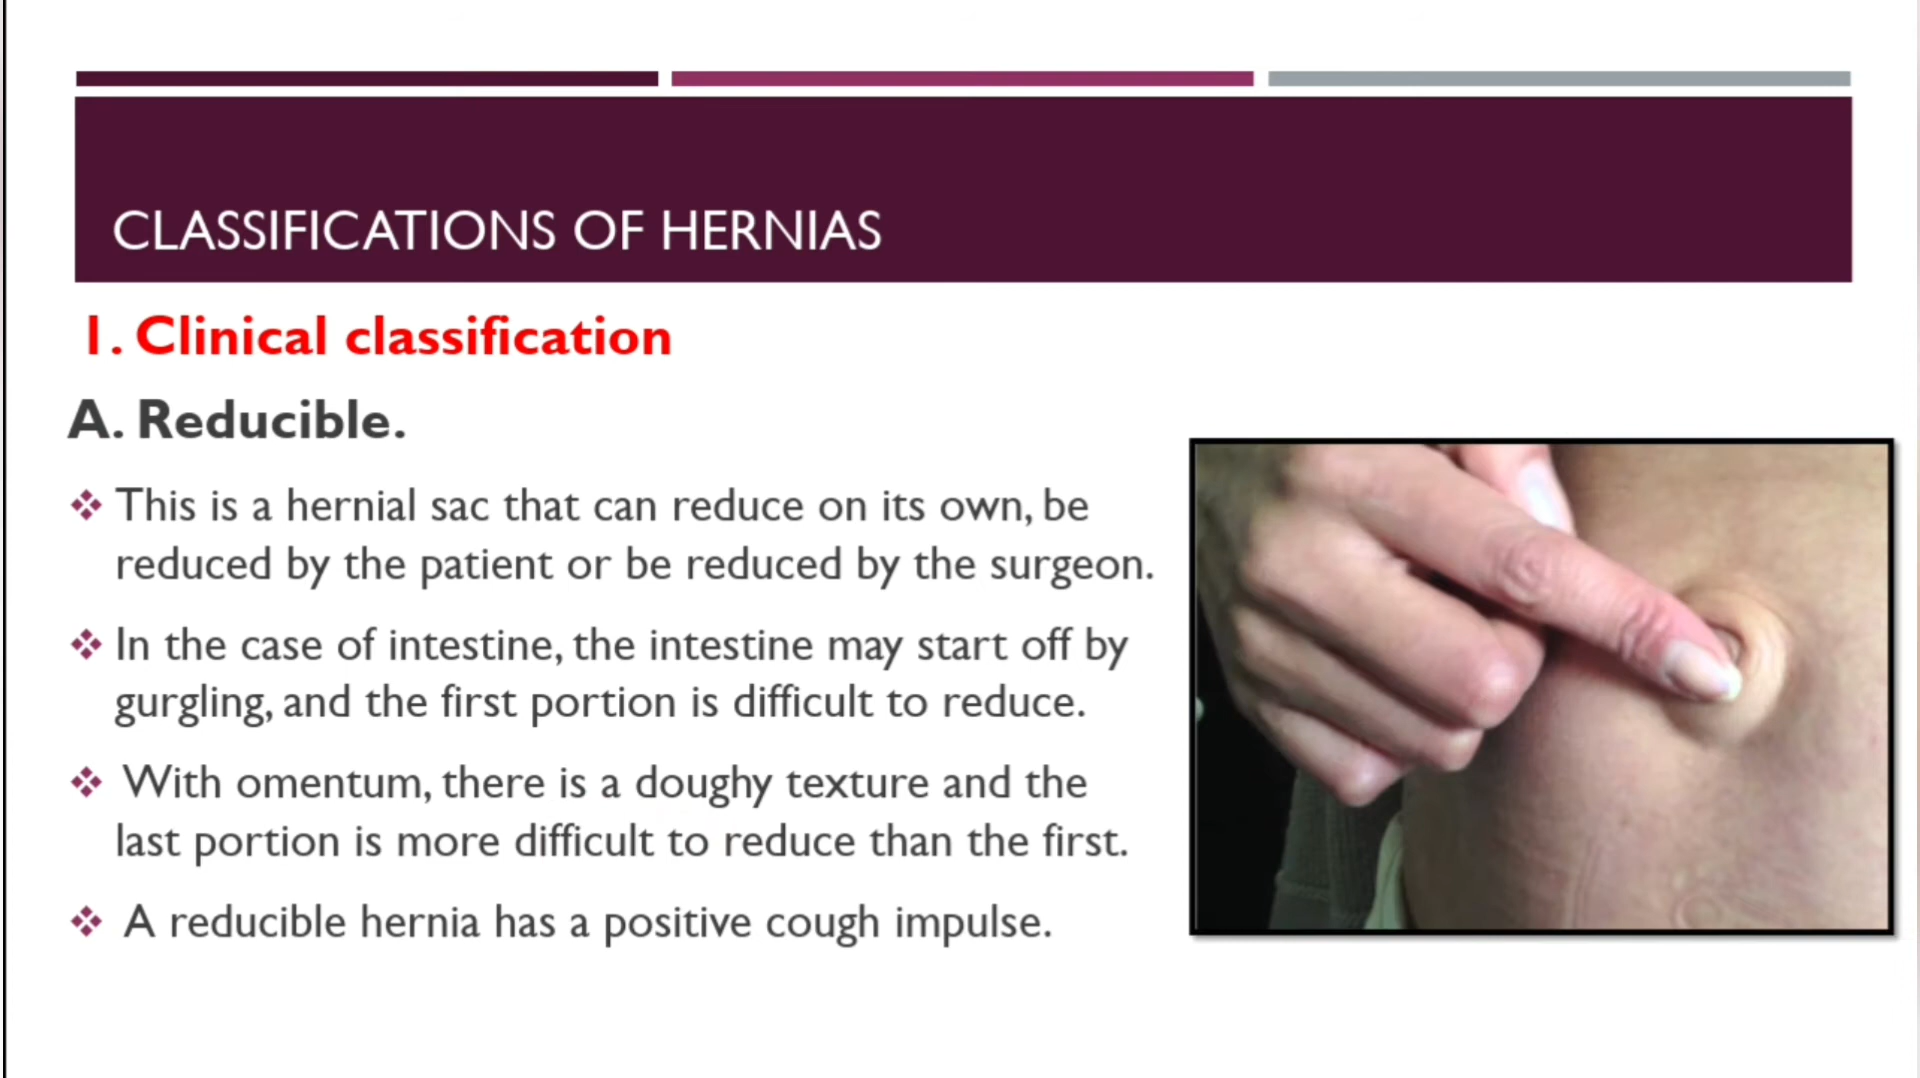 CLASSIFICATIONS OF HERNIAS
1. Clinical classification
A. Reducible.
❖ This is a hernial sac that can reduce on its own, be
reduced by the patient or be reduced by the surgeon.
❖ In the case of intestine, the intestine may start off by
gurgling, and the first portion is difficult to reduce.
❖ With omentum, there is a doughy texture and the
last portion is more difficult to reduce than the first.
❖ A reducible hernia has a positive cough impulse.